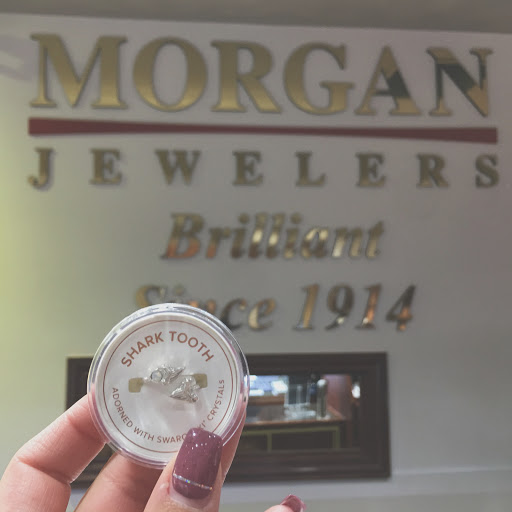 MORGAN
JEWELERS
Brilliant
Since 1914
SHARK TOOTH
ADORNED WITH CRYSTALS